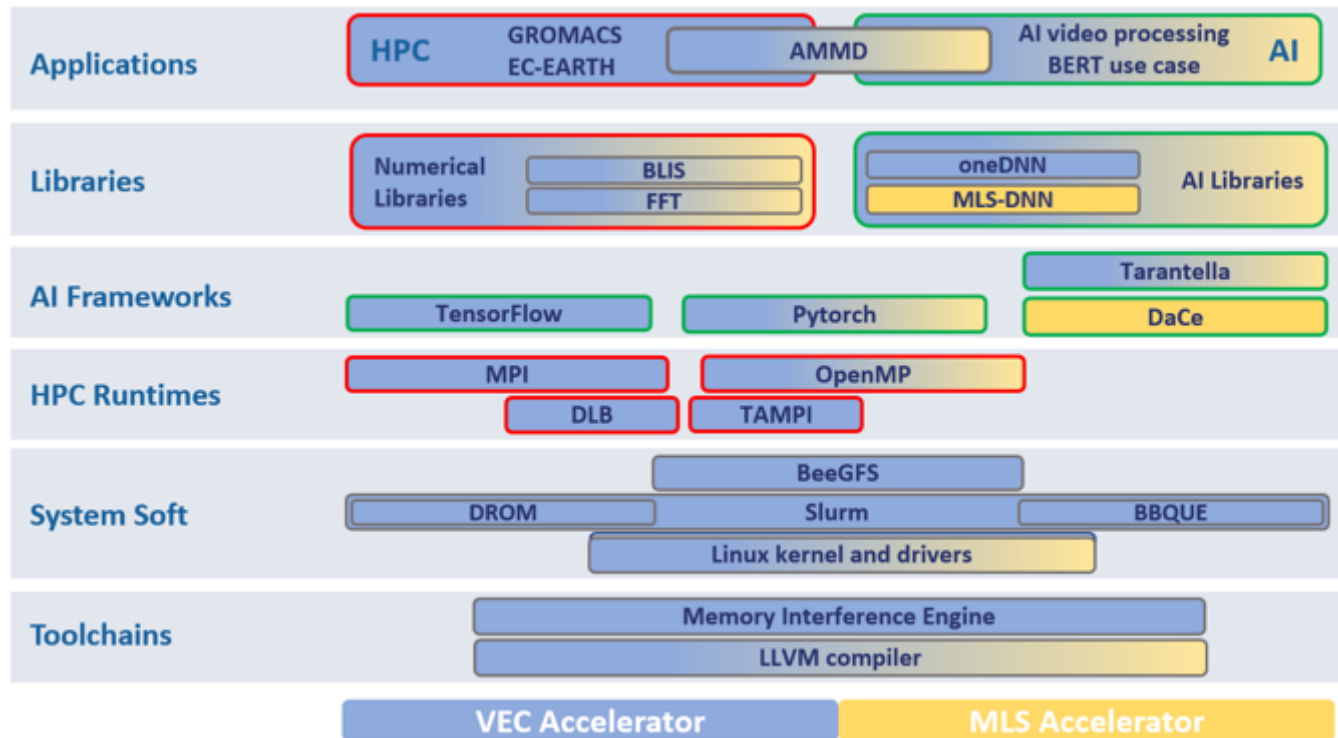 Applications
HPC
GROMACS
EC-EARTH
AMMD
AI video processing
BERT use case
AI
Libraries
Numerical
Libraries
BLIS
FFT
oneDNN
MLS-DNN
AI Libraries
AI Frameworks
TensorFlow
Pytorch
Tarantella
DaCe
HPC Runtimes
MPI
OpenMP
DLB
TAMPI
System Soft
BeeGFS
DROM
Slurm
BBQUE
Linux kernel and drivers
Toolchains
Memory Interference Engine
LLVM compiler
VEC Accelerator
MLS Accelerator